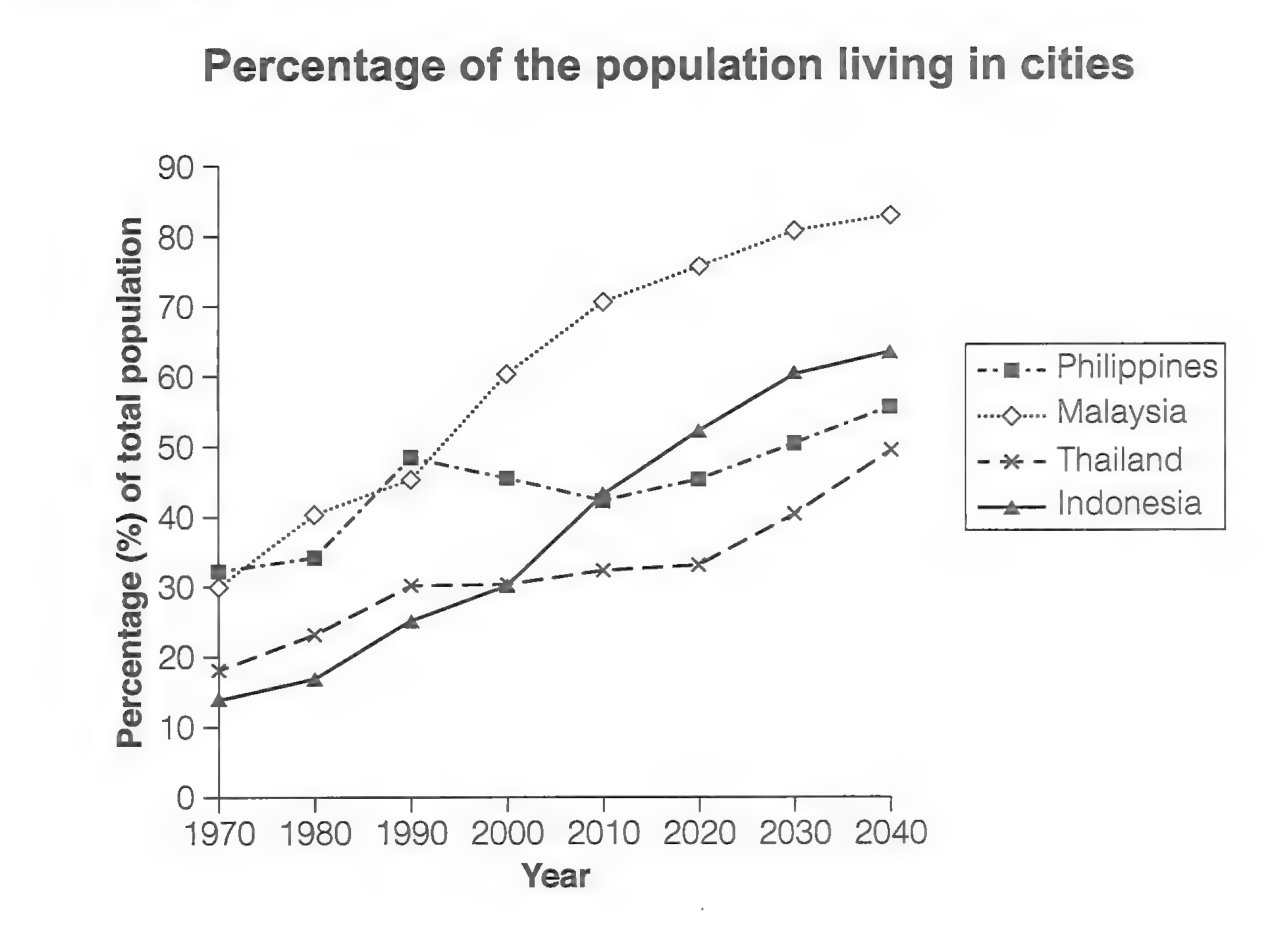 Percentage of the population living in cities
90
80
70
60
50
40
30
20
10
0
Percentage (%) of total population
1970 1980 1990 2000 2010 2020 2030 2040
Year
Philippines
Malaysia
Thailand
Indonesia